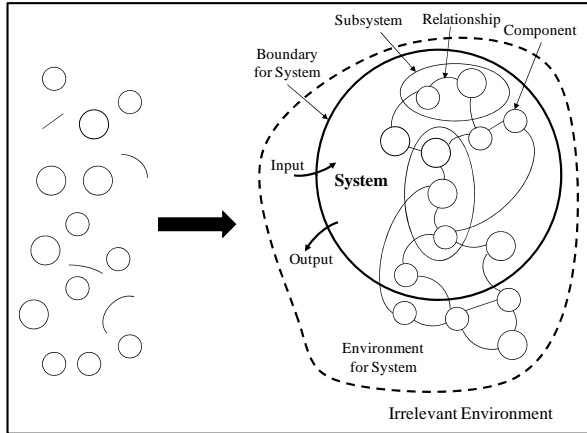 Subsystem
Relationship
Component
Boundary
for System
Input
System
Output
Environment
for System
Irrelevant Environment